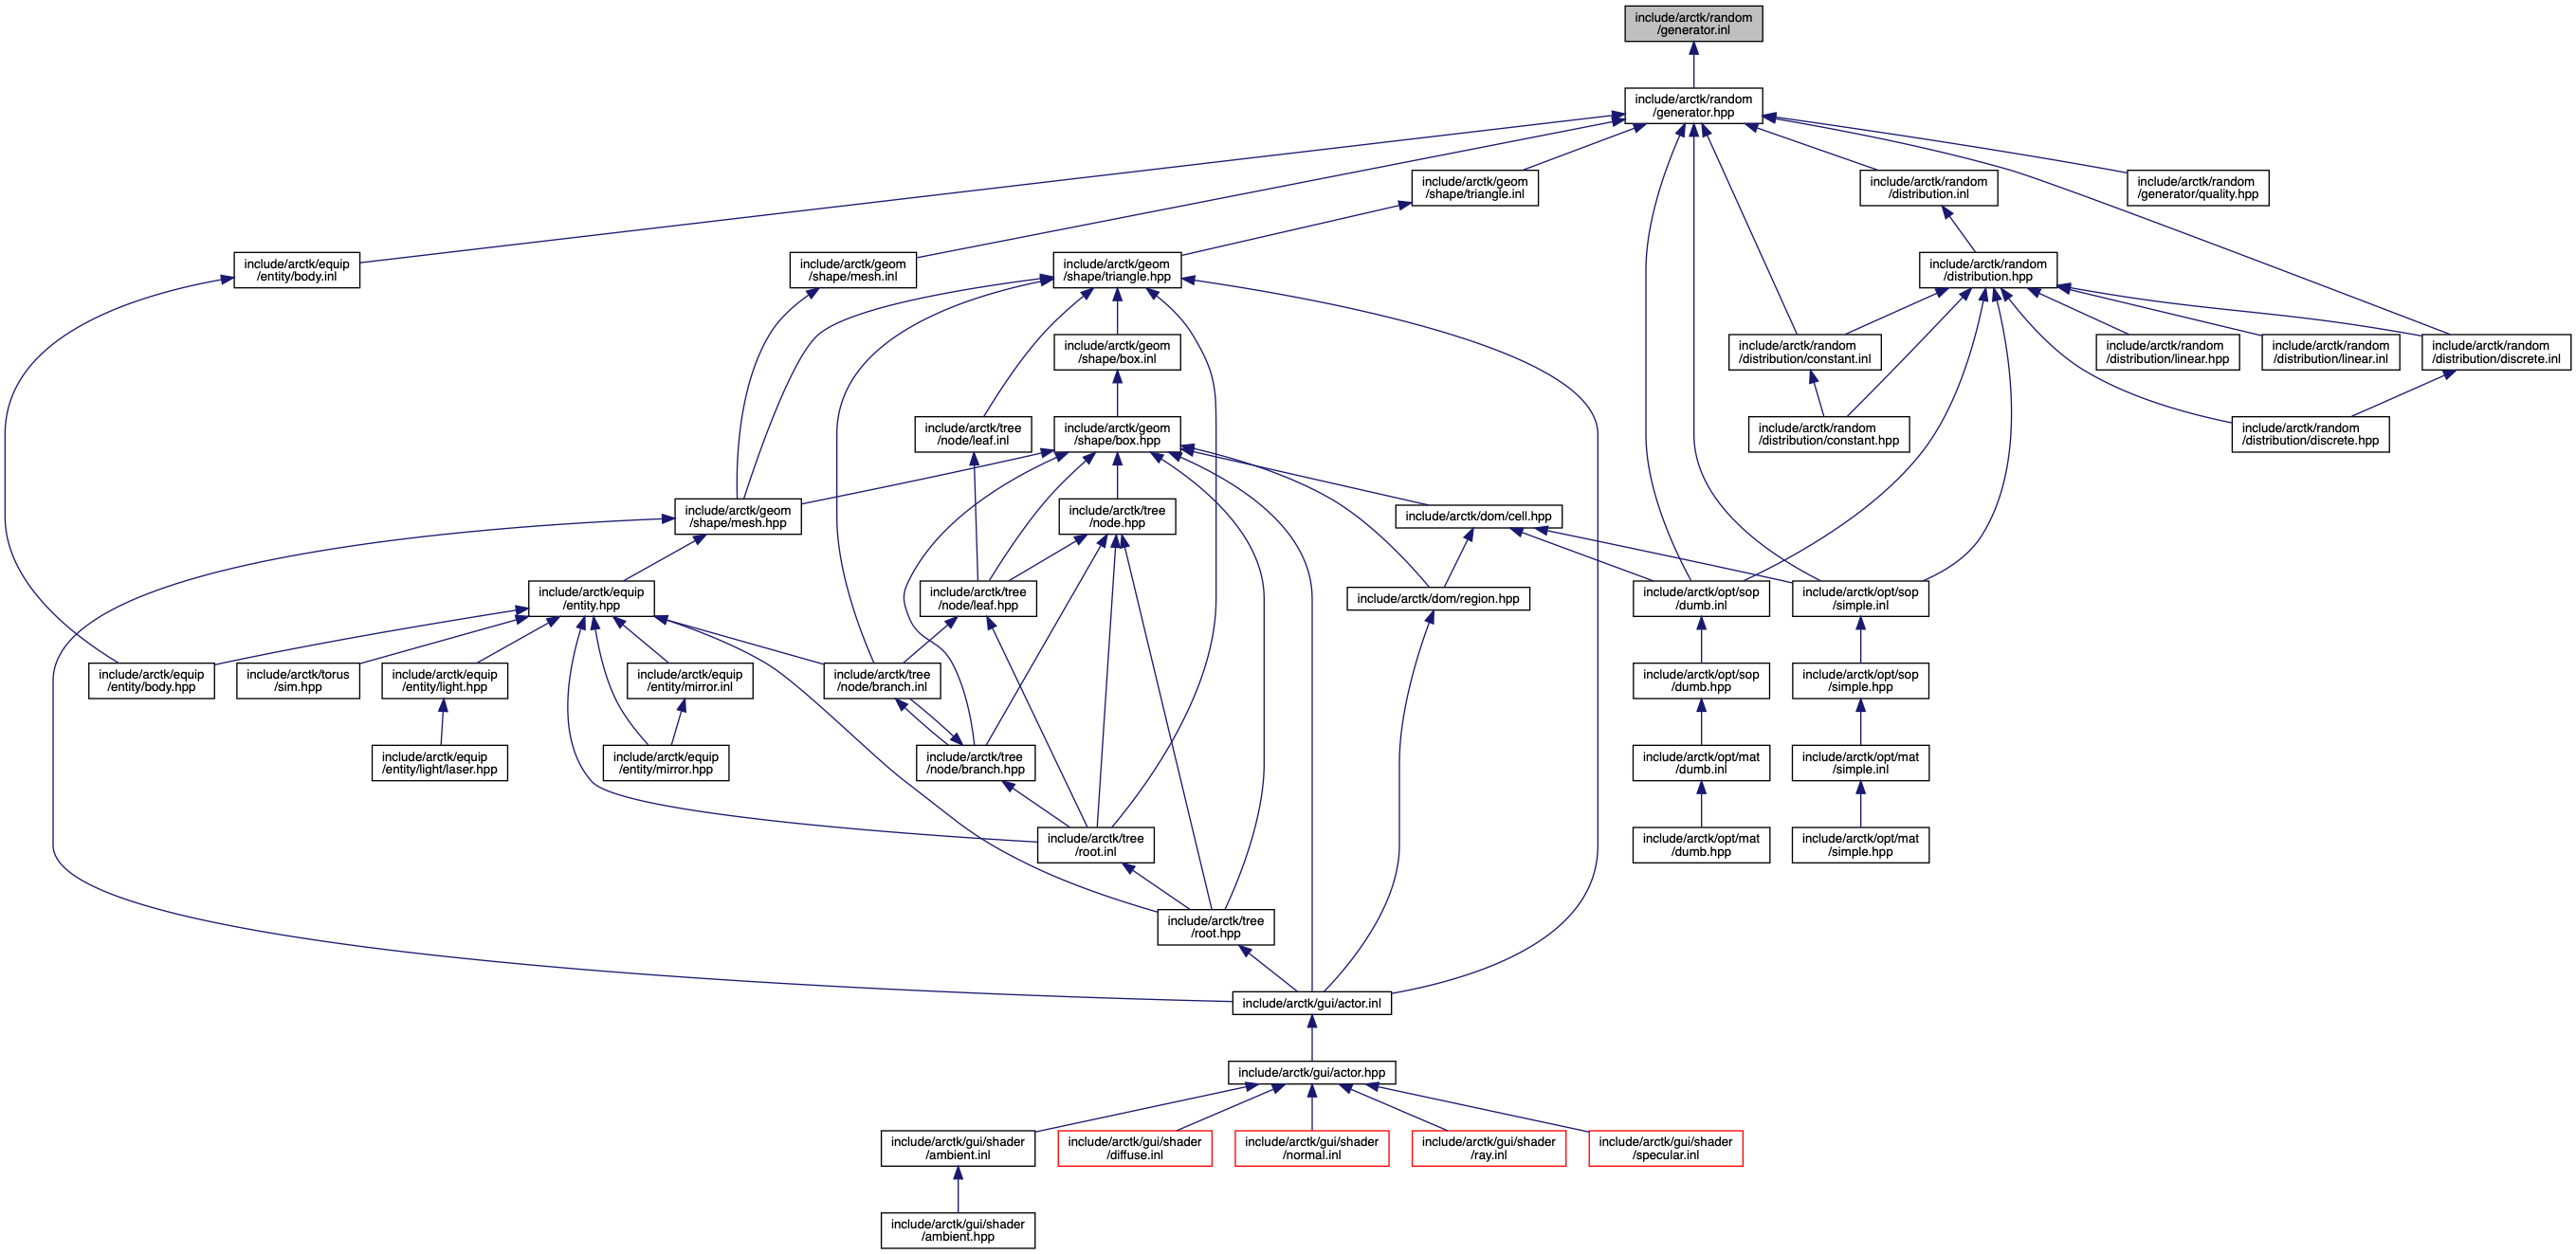 include/arctk/random
/generator.inl
include/arctk/random
/generator.hpp
include/arctk/geom
/shape/triangle.inl
include/arctk/random
/distribution.inl
include/arctk/random
/generator/quality.hpp
include/arctk/equip
/entity/body.inl
include/arctk/geom
/shape/mesh.inl
include/arctk/geom
/shape/triangle.hpp
include/arctk/random
/distribution.hpp
include/arctk/geom
/shape/box.inl
include/arctk/random
/distribution/constant.inl
include/arctk/random
/distribution/linear.hpp
include/arctk/random
/distribution/linear.inl
include/arctk/random
/distribution/discrete.inl
include/arctk/tree
/node/leaf.inl
include/arctk/geom
/shape/box.hpp
include/arctk/random
/distribution/constant.hpp
include/arctk/random
/distribution/discrete.hpp
include/arctk/geom
/shape/mesh.hpp
include/arctk/tree
/node.hpp
include/arctk/dom/cell.hpp
include/arctk/equip
/entity.hpp
include/arctk/tree
/node/leaf.hpp
include/arctk/dom/region.hpp
include/arctk/opt/sop
/dumb.inl
include/arctk/opt/sop
/simple.inl
include/arctk/equip
/entity/body.hpp
include/arctk/torus
/sim.hpp
include/arctk/equip
/entity/light.hpp
include/arctk/equip
/entity/mirror.inl
include/arctk/tree
/node/branch.inl
include/arctk/opt/sop
/dumb.hpp
include/arctk/opt/sop
/simple.hpp
include/arctk/equip
/entity/light/laser.hpp
include/arctk/equip
/entity/mirror.hpp
include/arctk/tree
/node/branch.hpp
include/arctk/opt/mat
/dumb.inl
include/arctk/opt/mat
/simple.inl
include/arctk/tree
/root.inl
include/arctk/opt/mat
/dumb.hpp
include/arctk/opt/mat
/simple.hpp
include/arctk/tree
/root.hpp
include/arctk/gui/actor.inl
include/arctk/gui/actor.hpp
include/arctk/gui/shader
/ambient.inl
include/arctk/gui/shader
/diffuse.inl
include/arctk/gui/shader
/normal.inl
include/arctk/gui/shader
/ray.inl
include/arctk/gui/shader
/specular.inl
include/arctk/gui/shader
/ambient.hpp